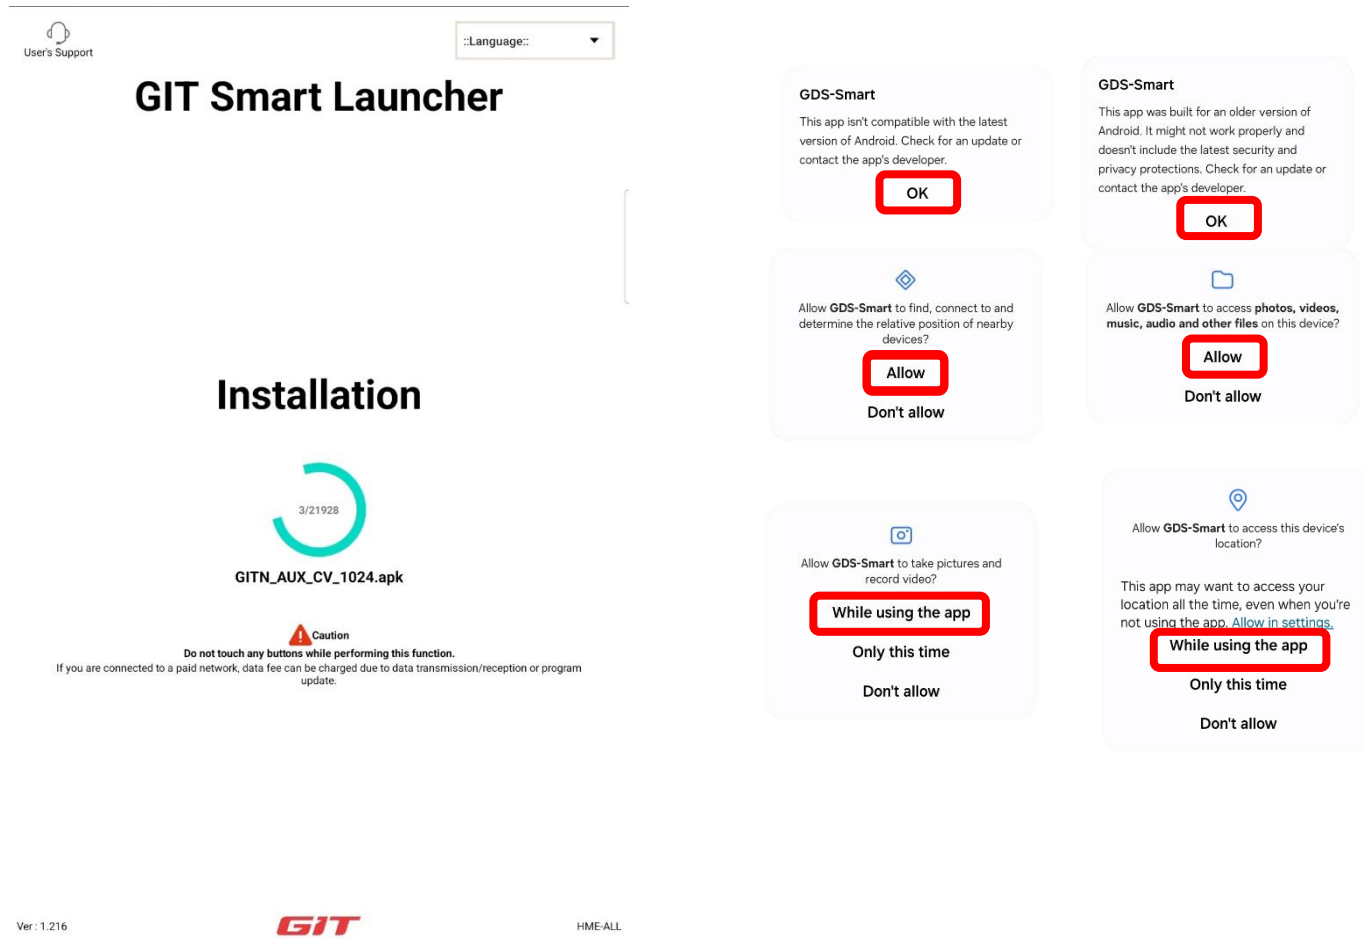 User's Support
::Language::
GIT Smart Launcher
Installation
3/21928
GITN_AUX_CV_1024.apk
Caution
Do not touch any buttons while performing this function.
If you are connected to a paid network, data fee can be charged due to data transmission/reception or program
update.
Ver : 1.216
GIT
HME-ALL
GDS-Smart
This app isn't compatible with the latest
version of Android. Check for an update or
contact the app's developer.
OK
GDS-Smart
This app was built for an older version of
Android. It might not work properly and
doesn't include the latest security and
privacy protections. Check for an update or
contact the app's developer.
OK
Allow GDS-Smart to find, connect to and
determine the relative position of nearby
devices?
Allow
Don't allow
Allow GDS-Smart to access photos, videos,
music, audio and other files on this device?
Allow
Don't allow
Allow GDS-Smart to take pictures and
record video?
While using the app
Only this time
Don't allow
Allow GDS-Smart to access this device's
location?
This app may want to access your
location all the time, even when you're
not using the app. Allow in settings.
While using the app
Only this time
Don't allow